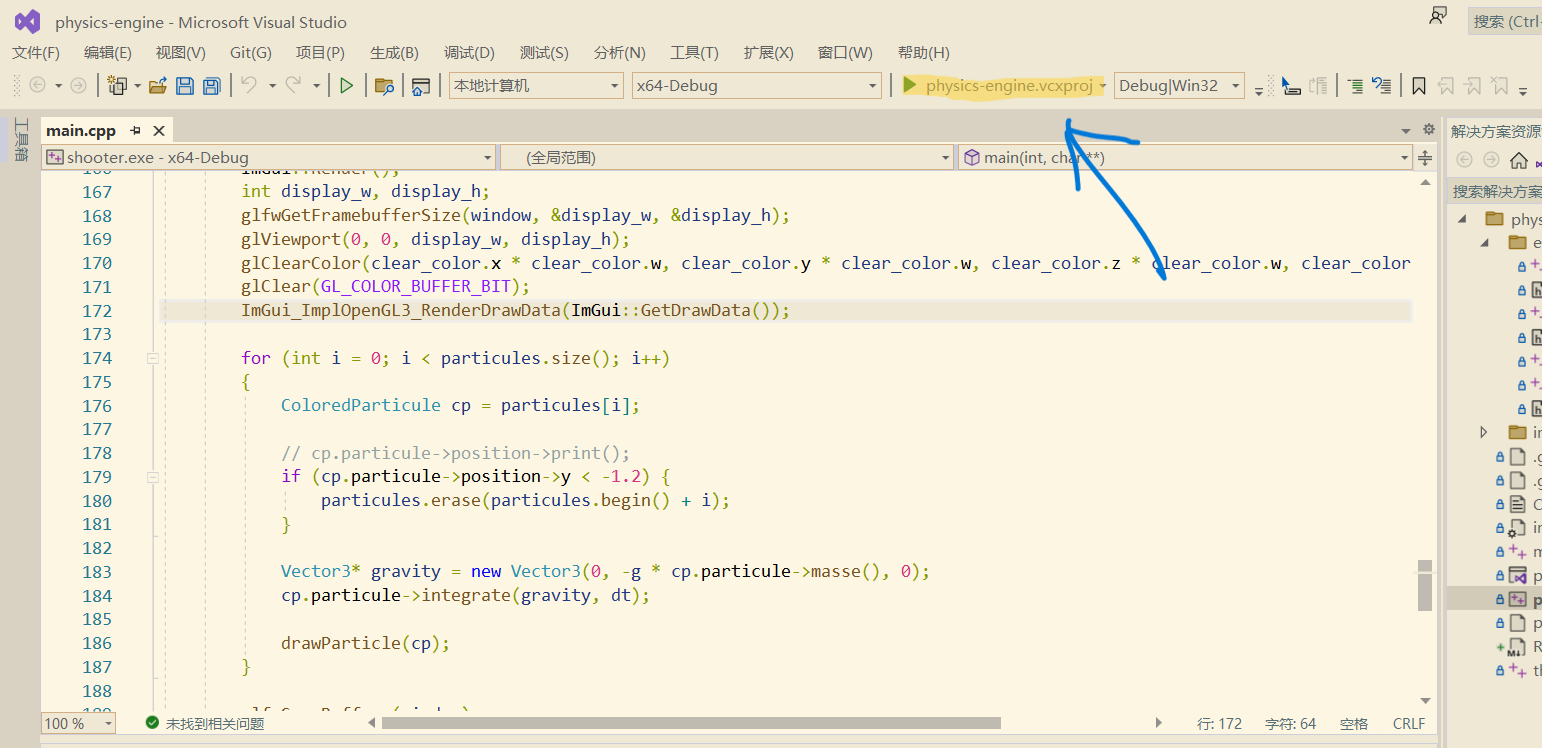 physics-engine - Microsoft Visual Studio
搜索 (Ctrl-
文件(F) 编辑(E) 视图(V) Git(G) 项目(P) 生成(B) 调试(D) 测试(S) 分析(N) 工具(T) 扩展(X) 窗口(W) 帮助(H)
本地计算机 x64-Debug physics-engine.vcxproj Debug|Win32
工具箱
main.cpp
解决方案资源
shooter.exe - x64-Debug (全局范围) main(int, char **)
搜索解决方案
166 ImGui::Render();
167 int display_w, display_h;
168 glfwGetFramebufferSize(window, &display_w, &display_h);
169 glViewport(0, 0, display_w, display_h);
170 glClearColor(clear_color.x * clear_color.w, clear_color.y * clear_color.w, clear_color.z * clear_color.w, clear_color
171 glClear(GL_COLOR_BUFFER_BIT);
172 ImGui_ImplOpenGL3_RenderDrawData(ImGui::GetDrawData());
173
174 for (int i = 0; i < particules.size(); i++)
175 {
176 ColoredParticule cp = particules[i];
177
178 // cp.particule->position->print();
179 if (cp.particule->position->y < -1.2) {
180 particules.erase(particules.begin() + i);
181 }
182
183 Vector3* gravity = new Vector3(0, -g * cp.particule->masse(), 0);
184 cp.particule->integrate(gravity, dt);
185
186 drawParticle(cp);
187 }
188
phys
e
in
.g
.g
C
in
m
p
p
p
R
th
100 % 未找到相关问题 行: 172 字符: 64 空格 CRLF